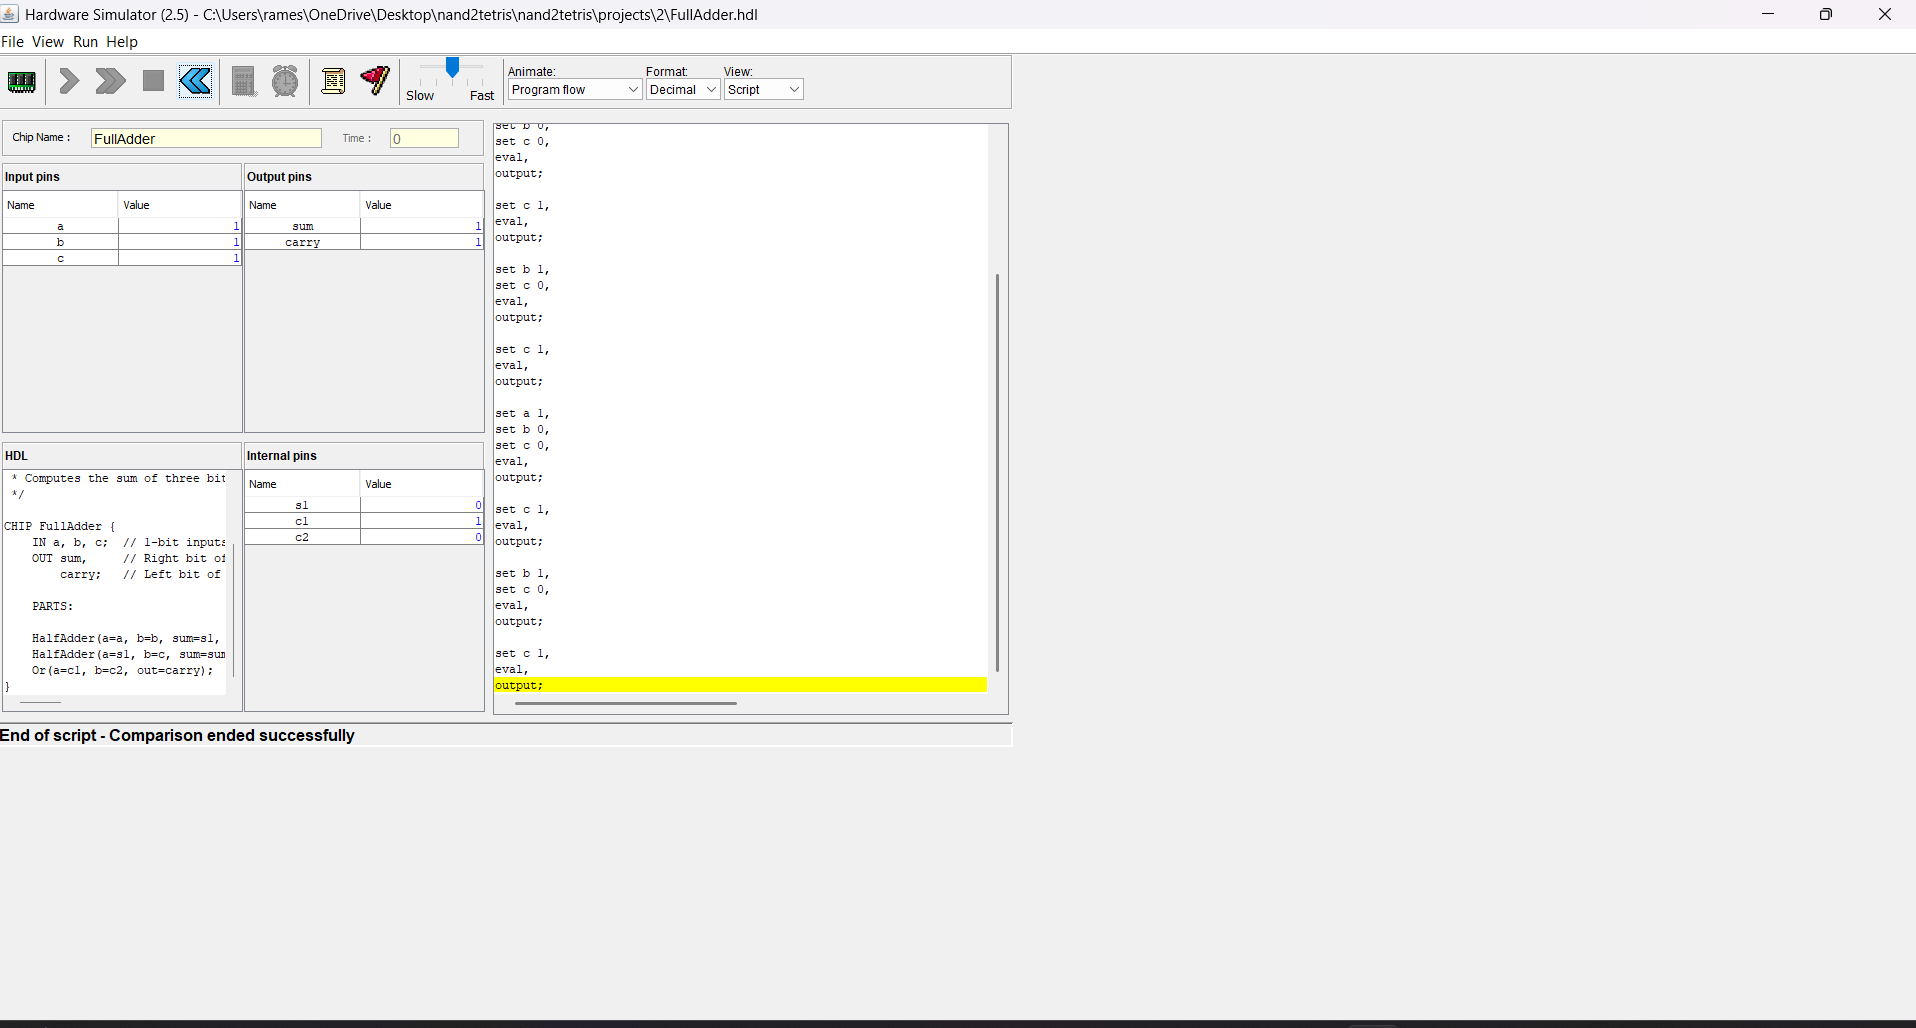 Hardware Simulator (2.5) - C:\Users\rames\OneDrive\Desktop\nand2tetris\nand2tetris\projects\2\FullAdder.hdl
File View Run Help
Slow Fast
Animate: Format: View:
Program flow Decimal Script
Chip Name : FullAdder Time : 0
Input pins
Name Value
a 1
b 1
c 1
Output pins
Name Value
sum 1
carry 1
HDL
* Computes the sum of three bit
*/
CHIP FullAdder {
IN a, b, c; // 1-bit inputs
OUT sum, // Right bit of
carry; // Left bit of
PARTS:
HalfAdder(a=a, b=b, sum=s1,
HalfAdder(a=s1, b=c, sum=sum
Or(a=c1, b=c2, out=carry);
}
Internal pins
Name Value
s1 0
c1 1
c2 0
set b 0,
set c 0,
eval,
output;
set c 1,
eval,
output;
set b 1,
set c 0,
eval,
output;
set c 1,
eval,
output;
set a 1,
set b 0,
set c 0,
eval,
output;
set c 1,
eval,
output;
set b 1,
set c 0,
eval,
output;
set c 1,
eval,
output;
End of script - Comparison ended successfully